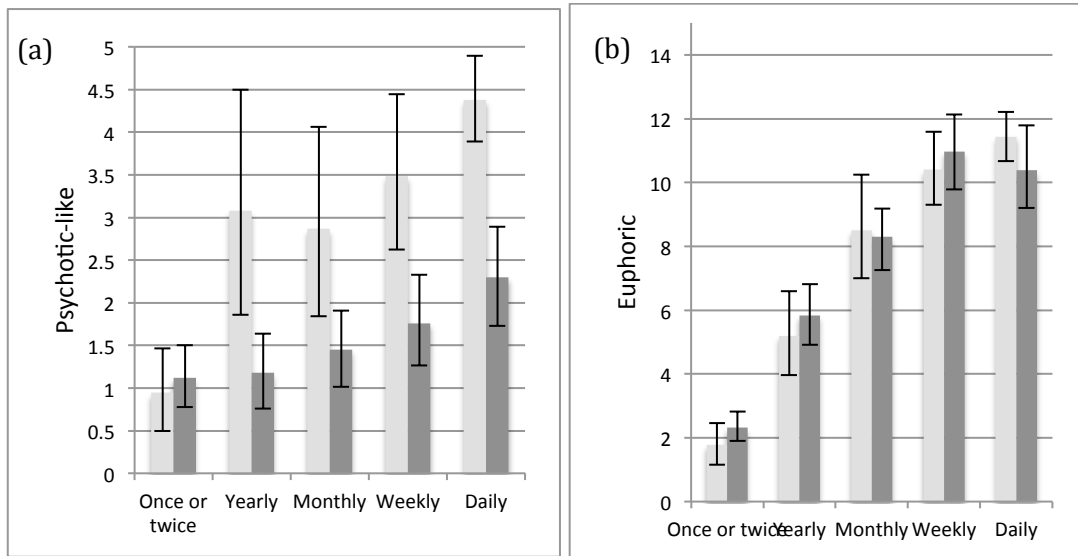 (a)
Psychotic-like
5
4.5
4
3.5
3
2.5
2
1.5
1
0.5
0
Once or twice
Yearly
Monthly
Weekly
Daily
(b)
Euphoric
14
12
10
8
6
4
2
0
Once or twice
Yearly
Monthly
Weekly
Daily